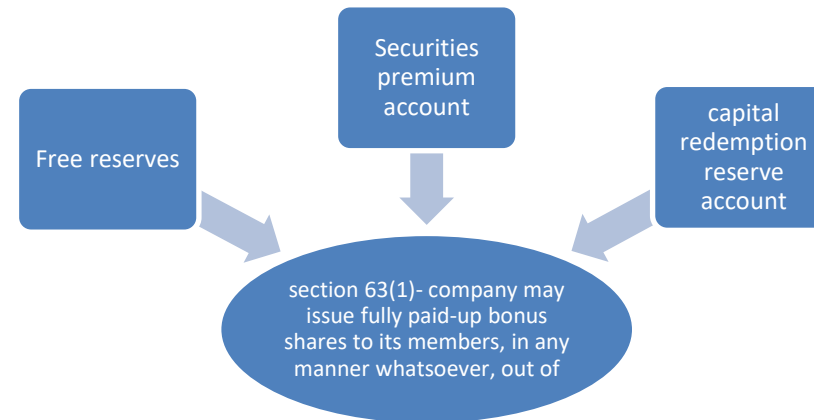 Free reserves
Securities
premium
account
capital
redemption
reserve
account
section 63(1)- company may
issue fully paid-up bonus
shares to its members, in any
manner whatsoever, out of